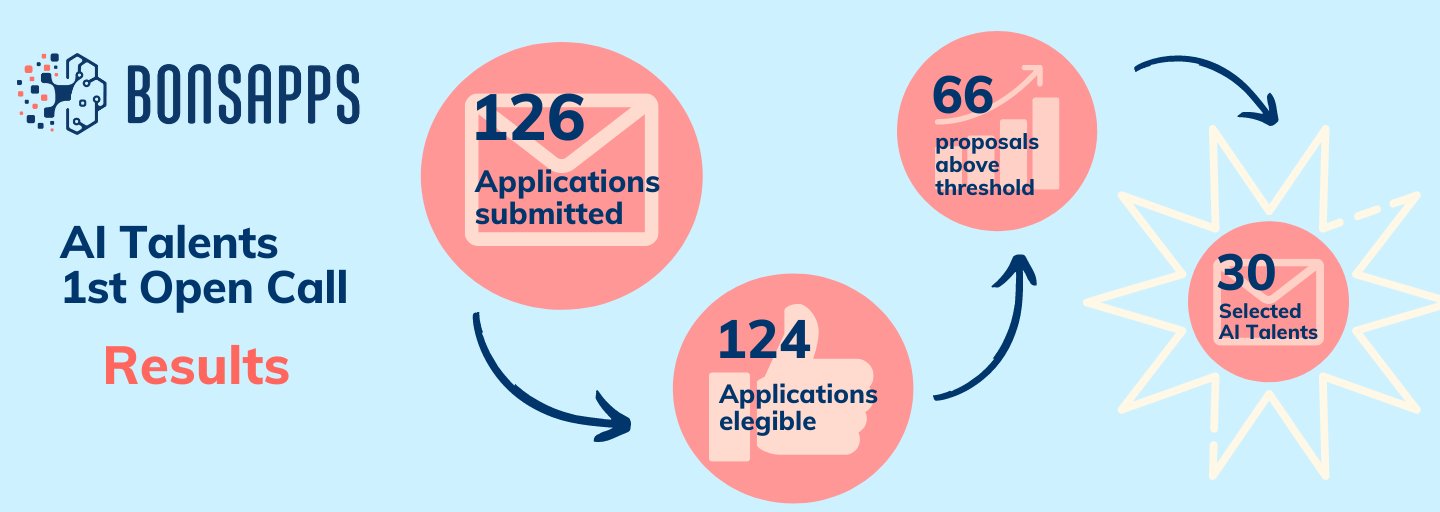 BONSAPPS
AI Talents
1st Open Call
Results
126
Applications
submitted
124
Applications
elegible
66
proposals
above
threshold
30
Selected
AI Talents